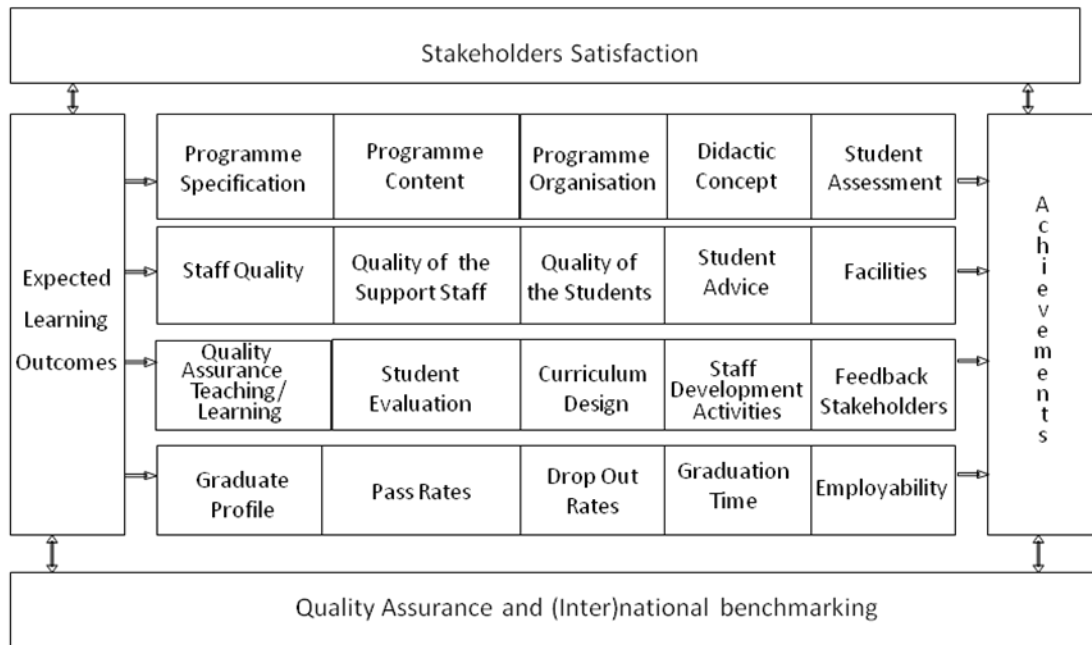 Stakeholders Satisfaction
Expected
Learning
Outcomes
Programme
Specification
Programme
Content
Programme
Organisation
Didactic
Concept
Student
Assessment
Staff Quality
Quality of the
Support Staff
Quality of
the Students
Student
Advice
Facilities
Quality
Assurance
Teaching/
Learning
Student
Evaluation
Curriculum
Design
Staff
Development
Activities
Feedback
Stakeholders
Graduate
Profile
Pass Rates
Drop Out
Rates
Graduation
Time
Employability
Achievements
Quality Assurance and (Inter)national benchmarking